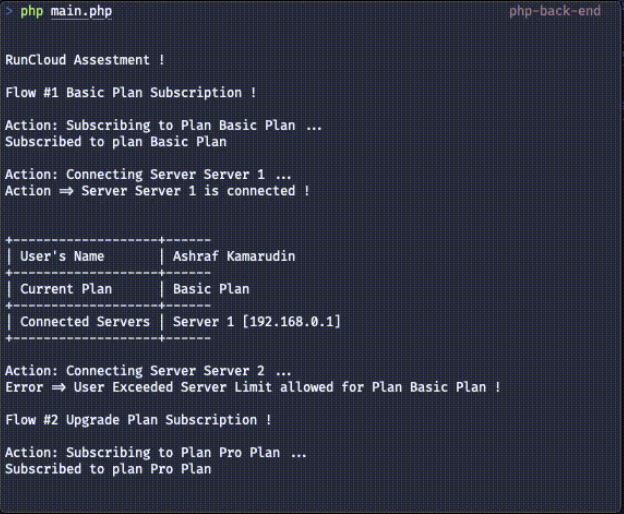 > php main.php php-back-end
RunCloud Assestment !
Flow #1 Basic Plan Subscription !
Action: Subscribing to Plan Basic Plan ...
Subscribed to plan Basic Plan
Action: Connecting Server Server 1 ...
Action => Server Server 1 is connected !
+-------------------+------
| User's Name | Ashraf Kamarudin
+-------------------+------
| Current Plan | Basic Plan
+-------------------+------
| Connected Servers | Server 1 [192.168.0.1]
+-------------------+------
Action: Connecting Server Server 2 ...
Error => User Exceeded Server Limit allowed for Plan Basic Plan !
Flow #2 Upgrade Plan Subscription !
Action: Subscribing to Plan Pro Plan ...
Subscribed to plan Pro Plan